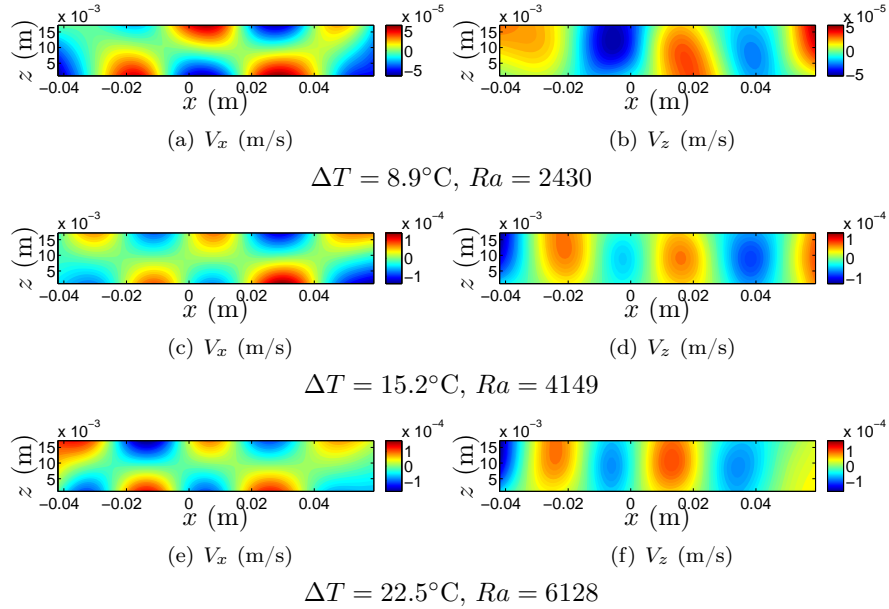 x 10⁻³
x 10⁻⁵
15
10
5
5
0
−5
z (m)
−0.04 −0.02 0 0.02 0.04
x (m)
(a) Vₓ (m/s)
x 10⁻³
x 10⁻⁵
15
10
5
5
0
−5
z (m)
−0.04 −0.02 0 0.02 0.04
x (m)
(b) V_z (m/s)
ΔT = 8.9°C, Ra = 2430
x 10⁻³
x 10⁻⁴
15
10
5
1
0
−1
z (m)
−0.04 −0.02 0 0.02 0.04
x (m)
(c) Vₓ (m/s)
x 10⁻³
x 10⁻⁴
15
10
5
1
0
−1
z (m)
−0.04 −0.02 0 0.02 0.04
x (m)
(d) V_z (m/s)
ΔT = 15.2°C, Ra = 4149
x 10⁻³
x 10⁻⁴
15
10
5
1
0
−1
z (m)
−0.04 −0.02 0 0.02 0.04
x (m)
(e) Vₓ (m/s)
x 10⁻³
x 10⁻⁴
15
10
5
1
0
−1
z (m)
−0.04 −0.02 0 0.02 0.04
x (m)
(f) V_z (m/s)
ΔT = 22.5°C, Ra = 6128